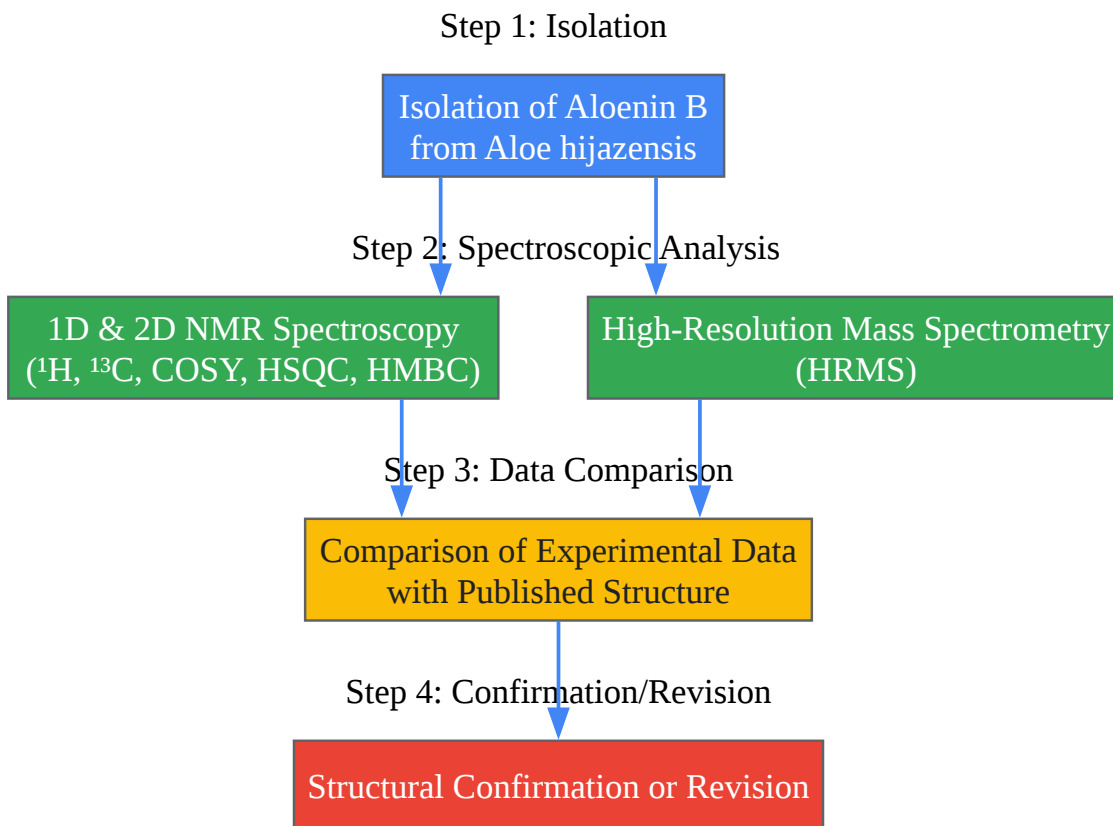 Step 1: Isolation
Isolation of Aloenin B
from Aloe hijazensis
Step 2: Spectroscopic Analysis
1D & 2D NMR Spectroscopy
(¹H, ¹³C, COSY, HSQC, HMBC)
High-Resolution Mass Spectrometry
(HRMS)
Step 3: Data Comparison
Comparison of Experimental Data
with Published Structure
Step 4: Confirmation/Revision
Structural Confirmation or Revision